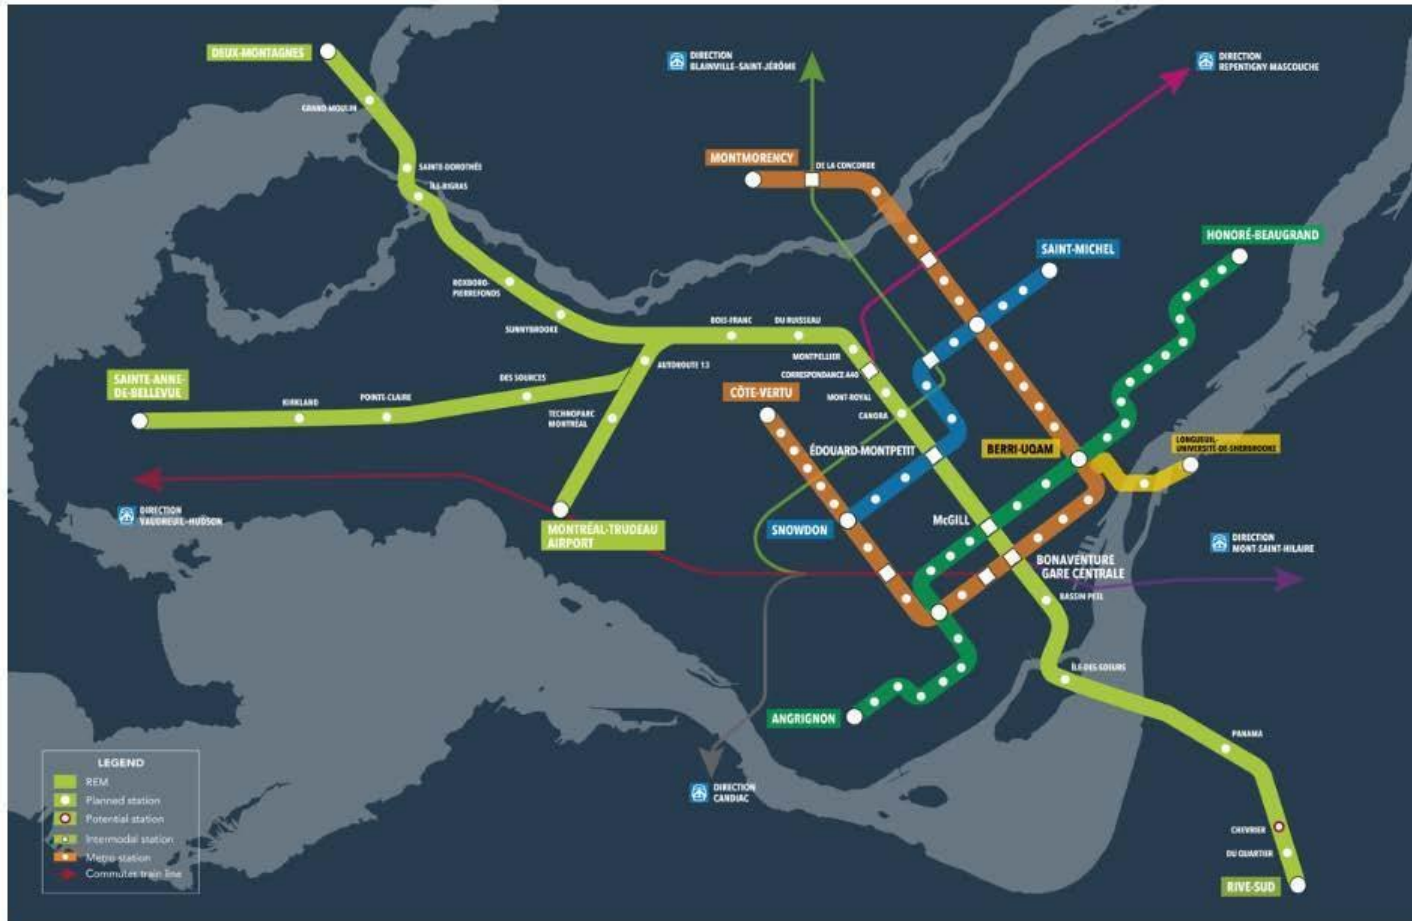 DEUX-MONTAGNES
GRAND-MOULIN
SAINTE-DOROTHÉE
ÎLE-BIGRAS
ROXBORO-
PIERREFONDS
SUNNYBROOKE
BOIS-FRANC
DU RUISSEAU
MONTPELLIER
CORRESPONDANCE A40
MONT-ROYAL
CANORA
AUTOROUTE 13
DES SOURCES
POINTE-CLAIRE
KIRKLAND
SAINTE-ANNE-
DE-BELLEVUE
TECHNOPARC
MONTRÉAL
MONTRÉAL-TRUDEAU
AIRPORT
DIRECTION
VAUDREUIL-HUDSON
DIRECTION
BLAINVILLE-SAINT-JÉRÔME
DIRECTION
REPENTIGNY-MASCOUCHE
MONTMORENCY
DE LA CONCORDE
SAINT-MICHEL
HONORÉ-BEAUGRAND
CÔTE-VERTU
ÉDOUARD-MONTPETIT
BERRI-UQAM
LONGUEUIL-
UNIVERSITÉ-DE-SHERBROOKE
SNOWDON
McGILL
DIRECTION
MONT-SAINT-HILAIRE
BONAVENTURE
GARE CENTRALE
BASSIN PEEL
ÎLE-DES-SOEURS
ANGRIGNON
PANAMA
DIRECTION
CANDIAC
CHEVRIER
DU QUARTIER
RIVE-SUD
LEGEND
REM
Planned station
Potential station
Intermodal station
Metro station
Commutes train line